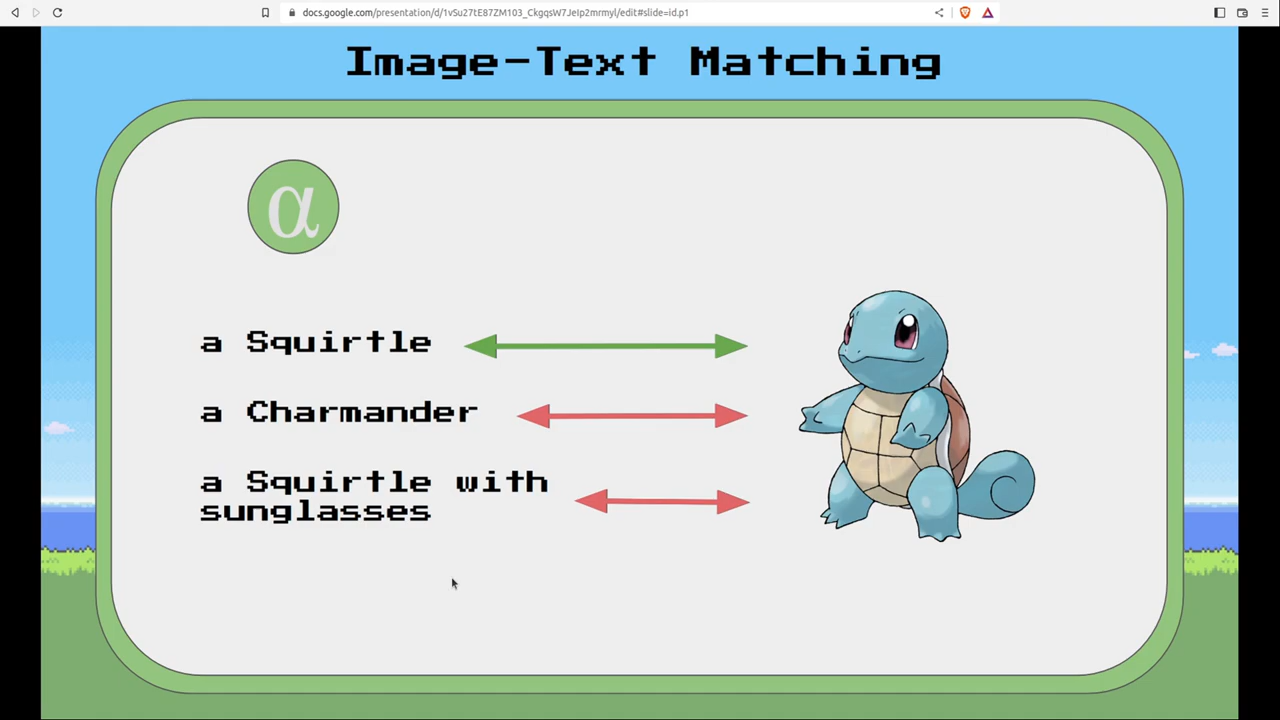 docs.google.com/presentation/d/1vSu27tE87ZM103_CkgqsW7JeIp2mrmyl/edit#slide=id.p1
Image-Text Matching
α
a Squirtle
a Charmander
a Squirtle with
sunglasses